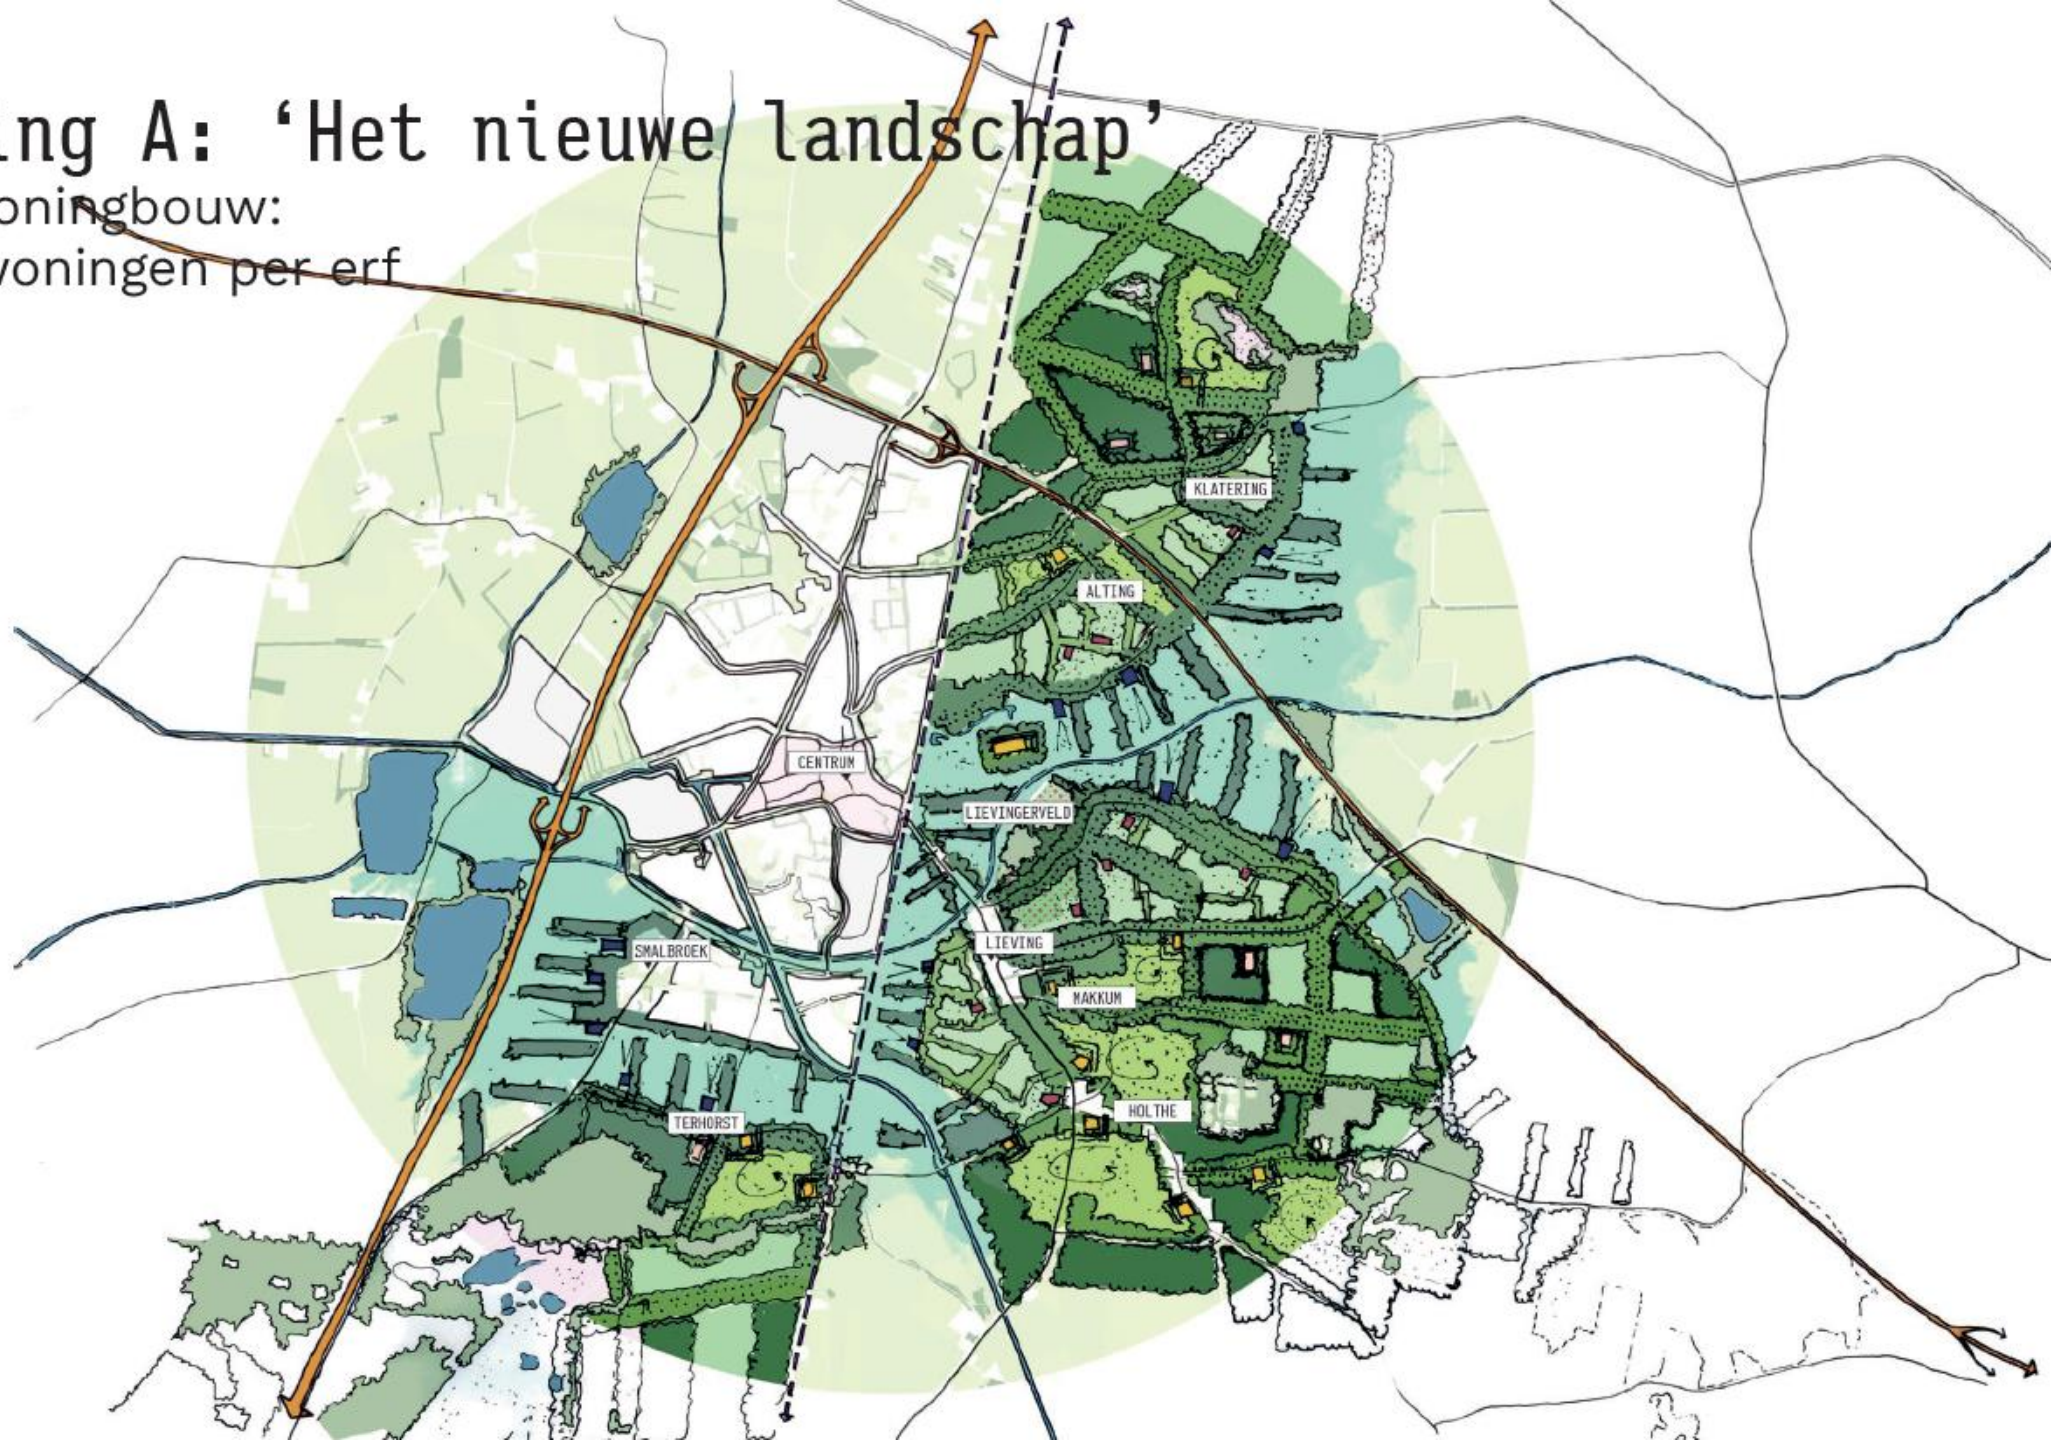 ing A: ‘Het nieuwe landschap’
oningbouw:
woningen per erf
KLATERING
ALTING
CENTRUM
LIEVINGERVELD
LIEVING
SMALBROEK
MAKKUM
HOLTHE
TERHORST